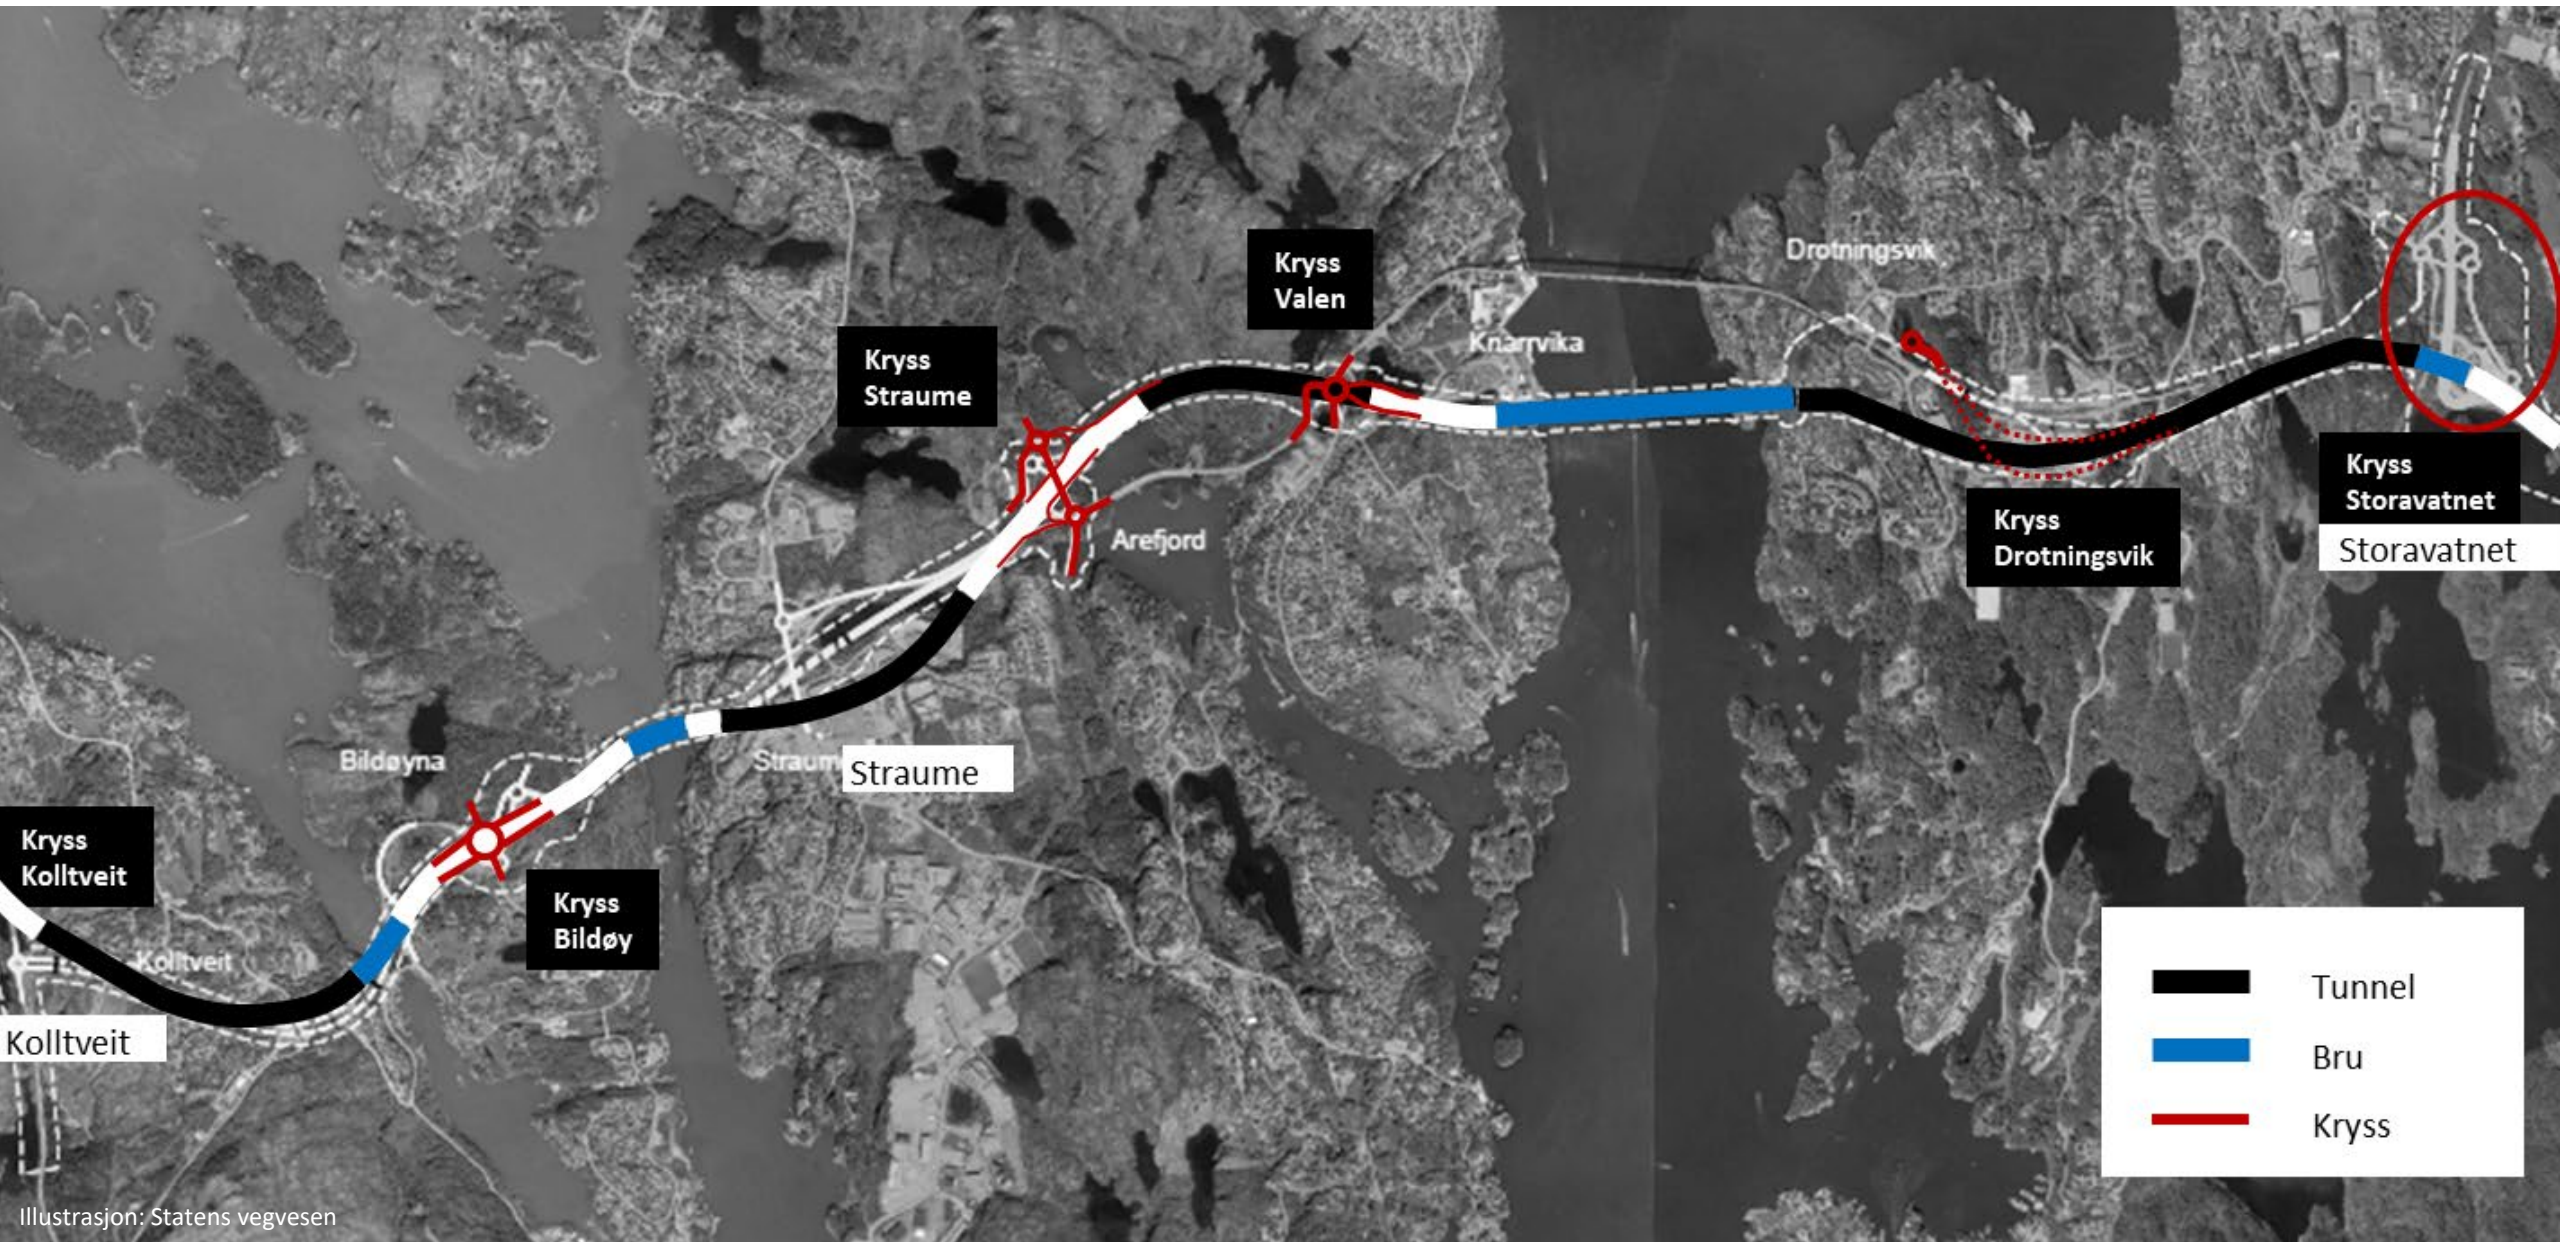 Drotningsvik
Kryss
Valen
Knarrvika
Kryss
Straume
Kryss
Storavatnet
Storavatnet
Kryss
Drotningsvik
Arefjord
Bildøyna
Straum
Straume
Kryss
Kolltveit
Kryss
Bildøy
Kolltveit
Kolltveit
Tunnel
Bru
Kryss
Illustrasjon: Statens vegvesen